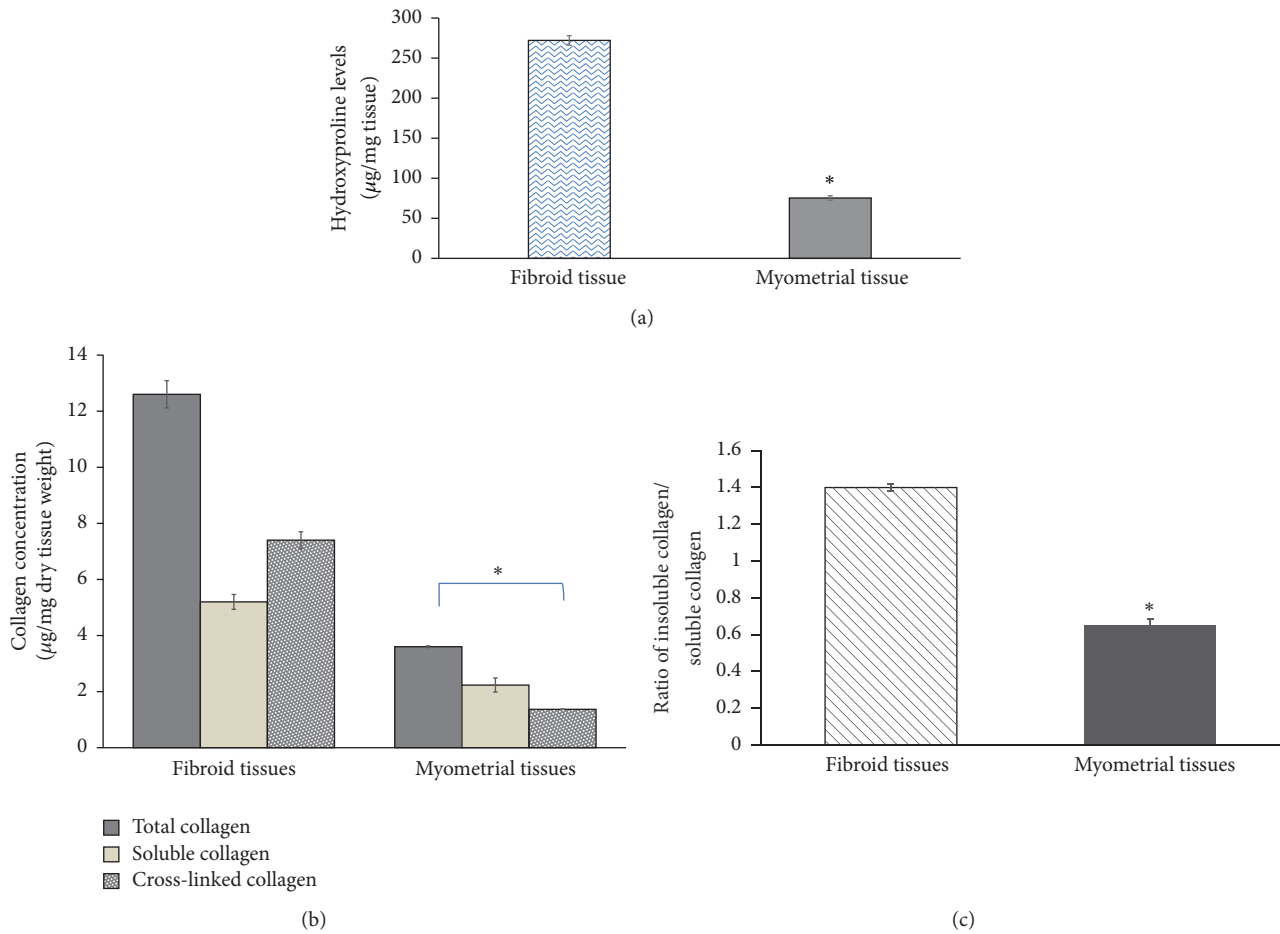 Hydroxyproline levels
(μg/mg tissue)
300
250
200
150
100
50
0
*
Fibroid tissue
Myometrial tissue
(a)
Collagen concentration
(μg/mg dry tissue weight)
14
12
10
8
6
4
2
0
*
Fibroid tissues
Myometrial tissues
Total collagen
Soluble collagen
Cross-linked collagen
(b)
Ratio of insoluble collagen/
soluble collagen
1.6
1.4
1.2
1
0.8
0.6
0.4
0.2
0
*
Fibroid tissues
Myometrial tissues
(c)